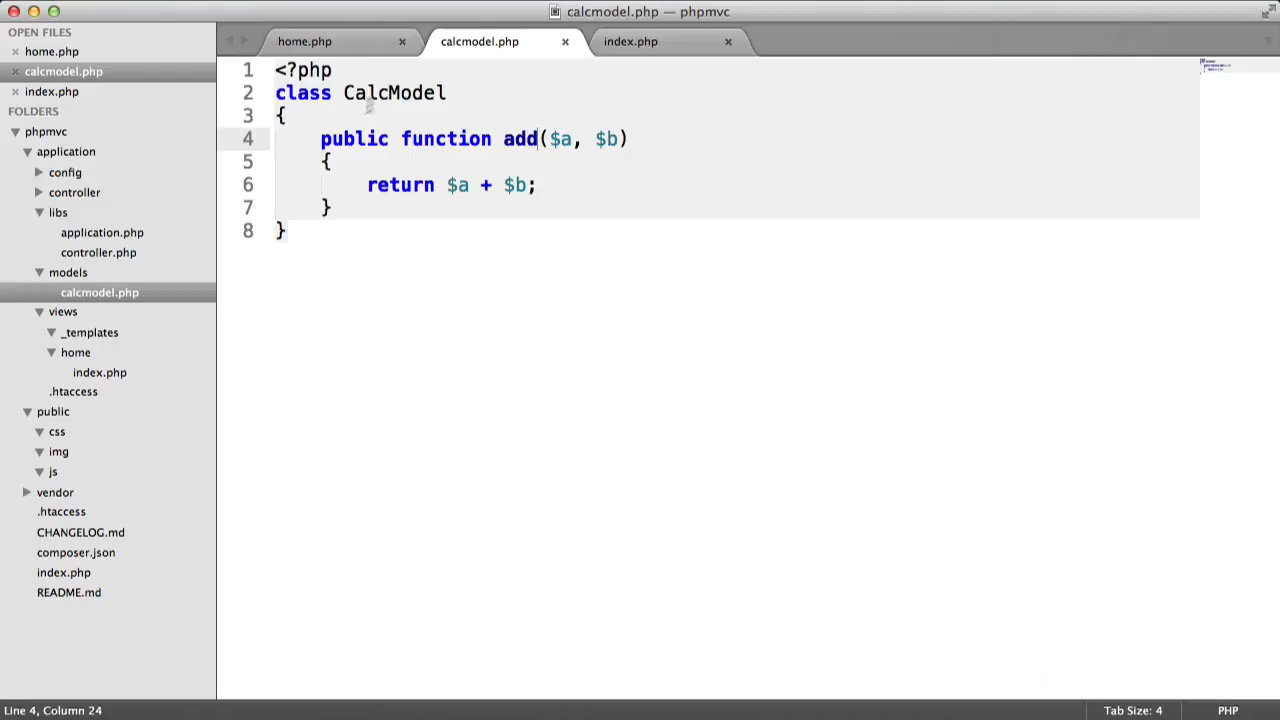 calcmodel.php — phpmvc
OPEN FILES
home.php
calcmodel.php
index.php
FOLDERS
phpmvc
application
config
controller
libs
application.php
controller.php
models
calcmodel.php
views
_templates
home
index.php
.htaccess
public
css
img
js
vendor
.htaccess
CHANGELOG.md
composer.json
index.php
README.md
home.php
calcmodel.php
index.php
1 <?php
2 class CalcModel
3 {
4 public function add($a, $b)
5 {
6 return $a + $b;
7 }
8 }
Line 4, Column 24
Tab Size: 4
PHP